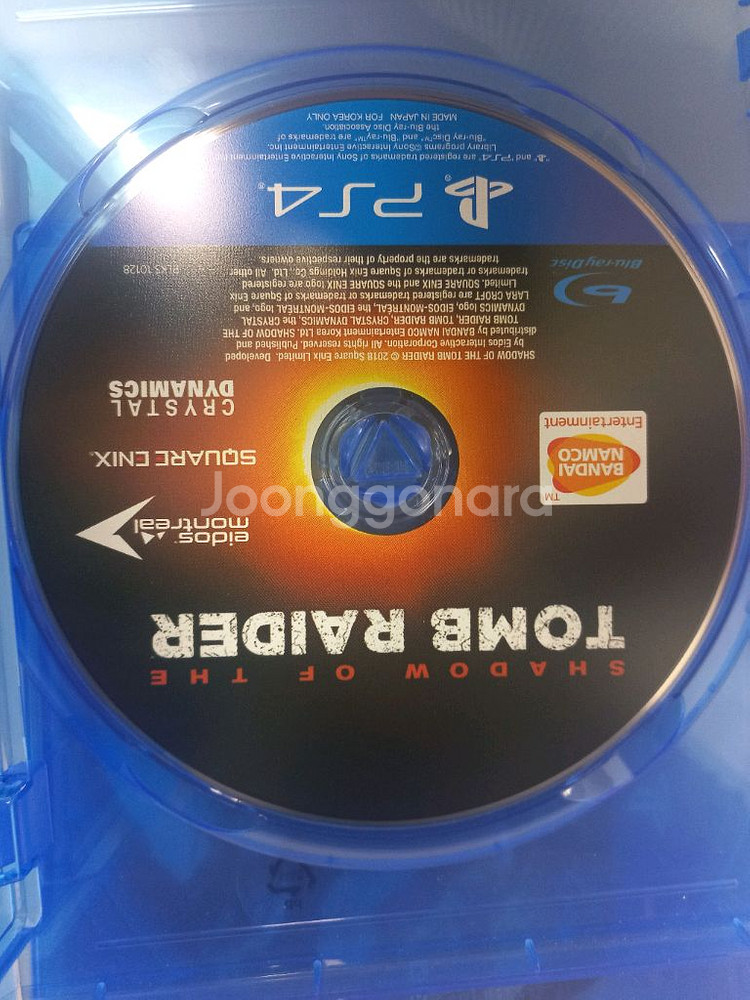 SHADOW OF THE
TOMB RAIDER
eidos
montréal
SQUARE ENIX.
CRYSTAL
DYNAMICS
BANDAI
NAMCO
Entertainment
TM
SHADOW OF THE TOMB RAIDER © 2018 Square Enix Limited. Developed
by Eidos Interactive Corporation. All rights reserved. Published and
distributed by BANDAI NAMCO Entertainment Korea Ltd. SHADOW OF THE
TOMB RAIDER, TOMB RAIDER, CRYSTAL DYNAMICS, the CRYSTAL
DYNAMICS logo, EIDOS-MONTRÉAL, the EIDOS-MONTRÉAL logo, and
LARA CROFT are registered trademarks or trademarks of Square Enix
Limited. SQUARE ENIX and the SQUARE ENIX logo are registered
trademarks or trademarks of Square Enix Holdings Co., Ltd. All other
trademarks are the property of their respective owners.
Blu-ray Disc
PLKS 10128
PS4
and "PS4" are registered trademarks of Sony Interactive Entertainment Inc.
Library programs ©Sony Interactive Entertainment Inc.
"Blu-ray Disc™" and "Blu-ray™" are trademarks of
the Blu-ray Disc Association.
MADE IN JAPAN FOR KOREA ONLY
Joonggonara